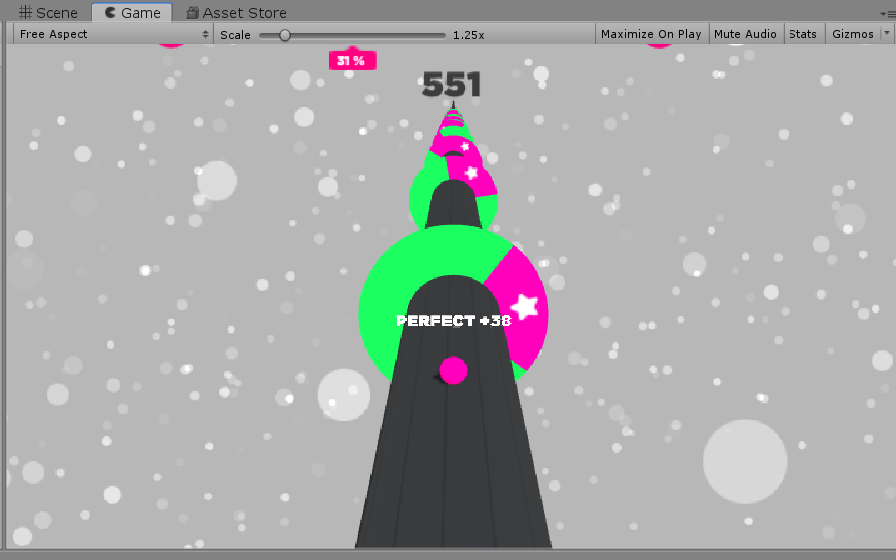 Scene Game Asset Store
Free Aspect Scale 1.25x Maximize On Play Mute Audio Stats Gizmos
31 %
551
PERFECT +38